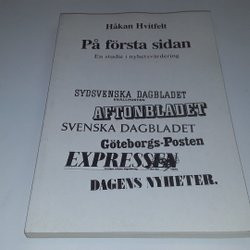 Håkan Hvitfelt
På första sidan
En studie i nyhetsvärdering
SYDSVENSKA DAGBLADET
AFTONBLADET
SVENSKA DAGBLADET
Göteborgs-Posten
EXPRESSEN
DAGENS NYHETER.